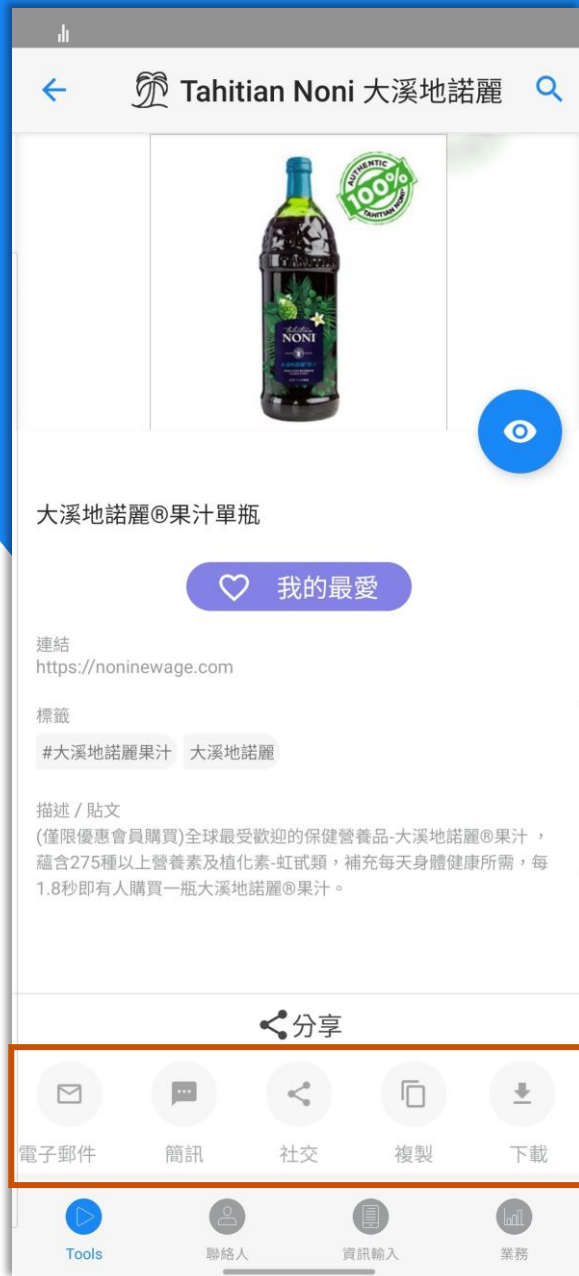 Tahitian Noni 大溪地諾麗
AUTHENTIC
100%
TAHITIAN NONI
tahitian
NONI
大溪地諾麗®果汁單瓶
我的最愛
連結
https://noninewage.com
標籤
#大溪地諾麗果汁 大溪地諾麗
描述 / 貼文
(僅限優惠會員購買)全球最受歡迎的保健營養品-大溪地諾麗®果汁，
蘊含275種以上營養素及植化素-虹甙類，補充每天身體健康所需，每
1.8秒即有人購買一瓶大溪地諾麗®果汁。
分享
電子郵件 簡訊 社交 複製 下載
Tools 聯絡人 資訊輸入 業務